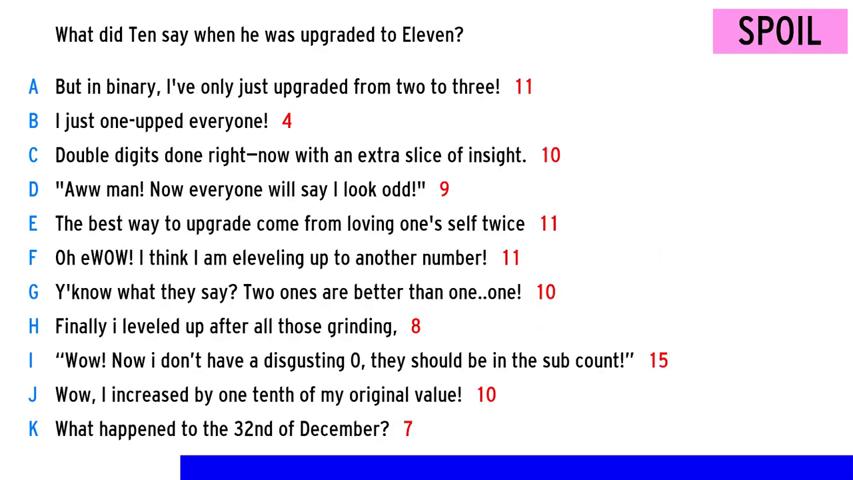 What did Ten say when he was upgraded to Eleven?
SPOIL
A But in binary, I've only just upgraded from two to three! 11
B I just one-upped everyone! 4
C Double digits done right—now with an extra slice of insight. 10
D "Aww man! Now everyone will say I look odd!" 9
E The best way to upgrade come from loving one's self twice 11
F Oh eWOW! I think I am eleveling up to another number! 11
G Y'know what they say? Two ones are better than one..one! 10
H Finally i leveled up after all those grinding, 8
I “Wow! Now i don’t have a disgusting 0, they should be in the sub count!” 15
J Wow, I increased by one tenth of my original value! 10
K What happened to the 32nd of December? 7